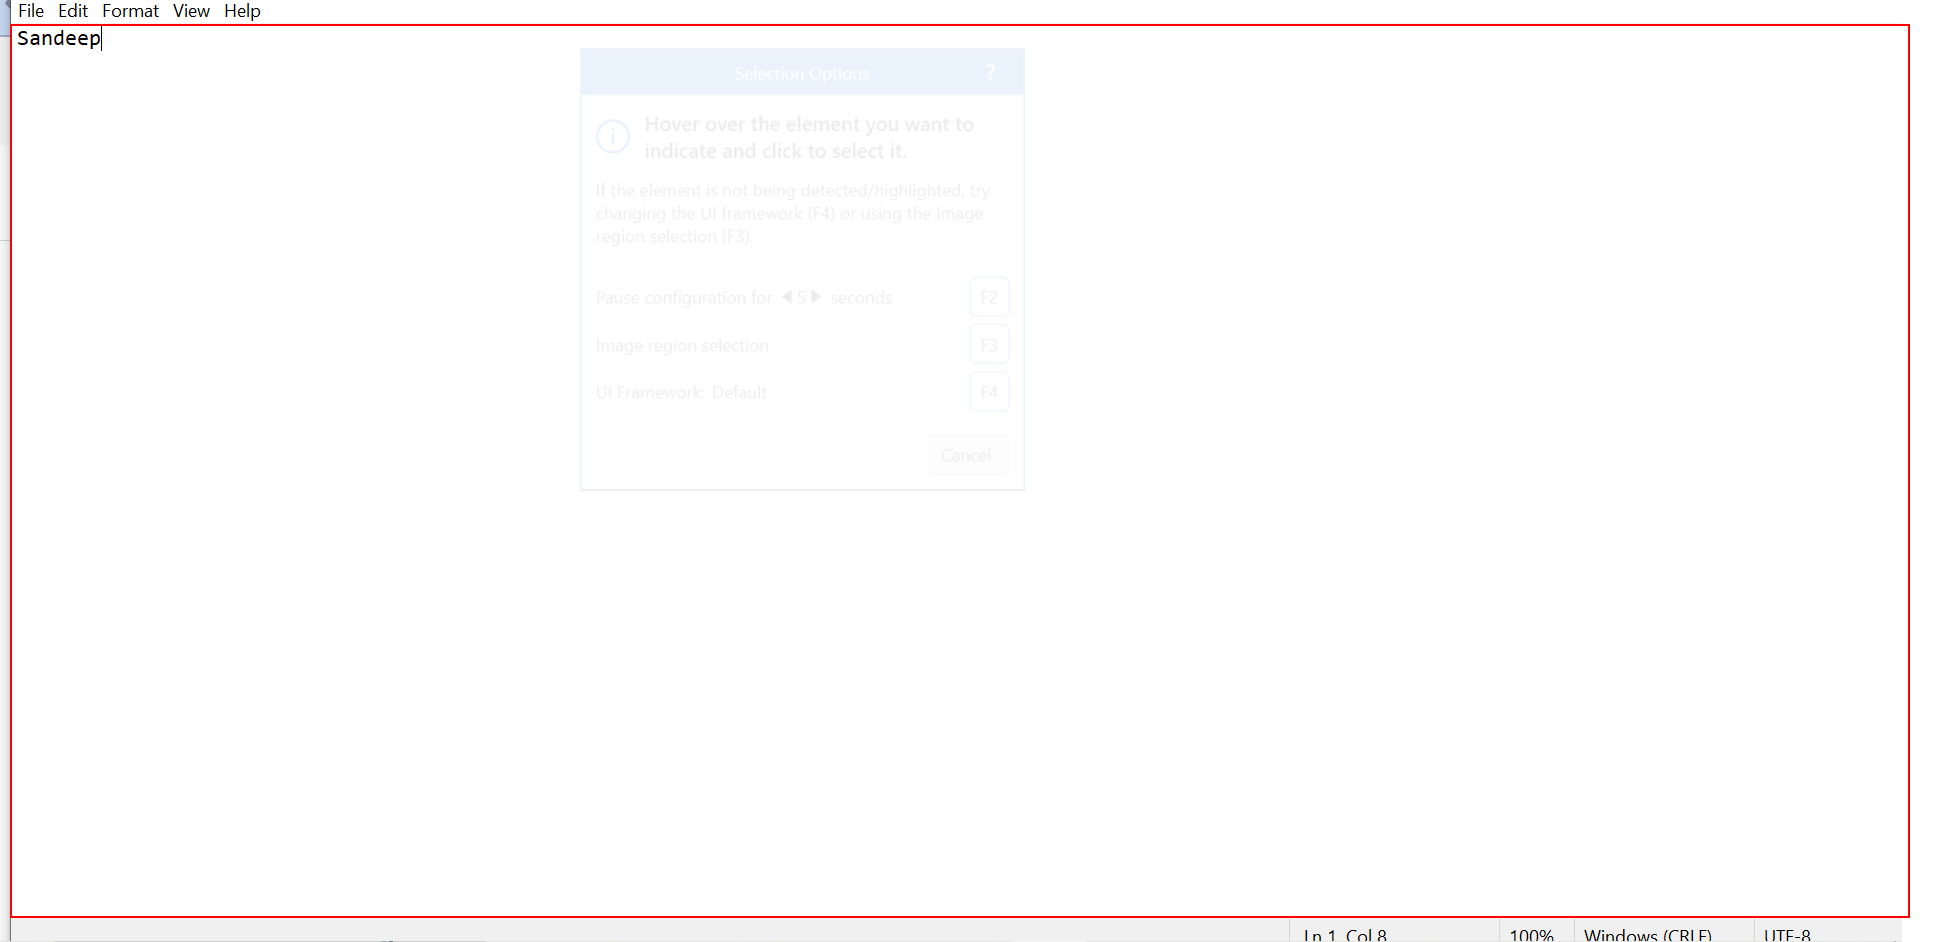 File Edit Format View Help
Sandeep
Selection Options ?
Hover over the element you want to
indicate and click to select it.
If the element is not being detected/highlighted, try
changing the UI framework (F4) or using the Image
region selection (F3).
Pause configuration for 5 seconds F2
Image region selection F3
UI Framework: Default F4
Cancel
Ln 1, Col 8 100% Windows (CRLF) UTF-8